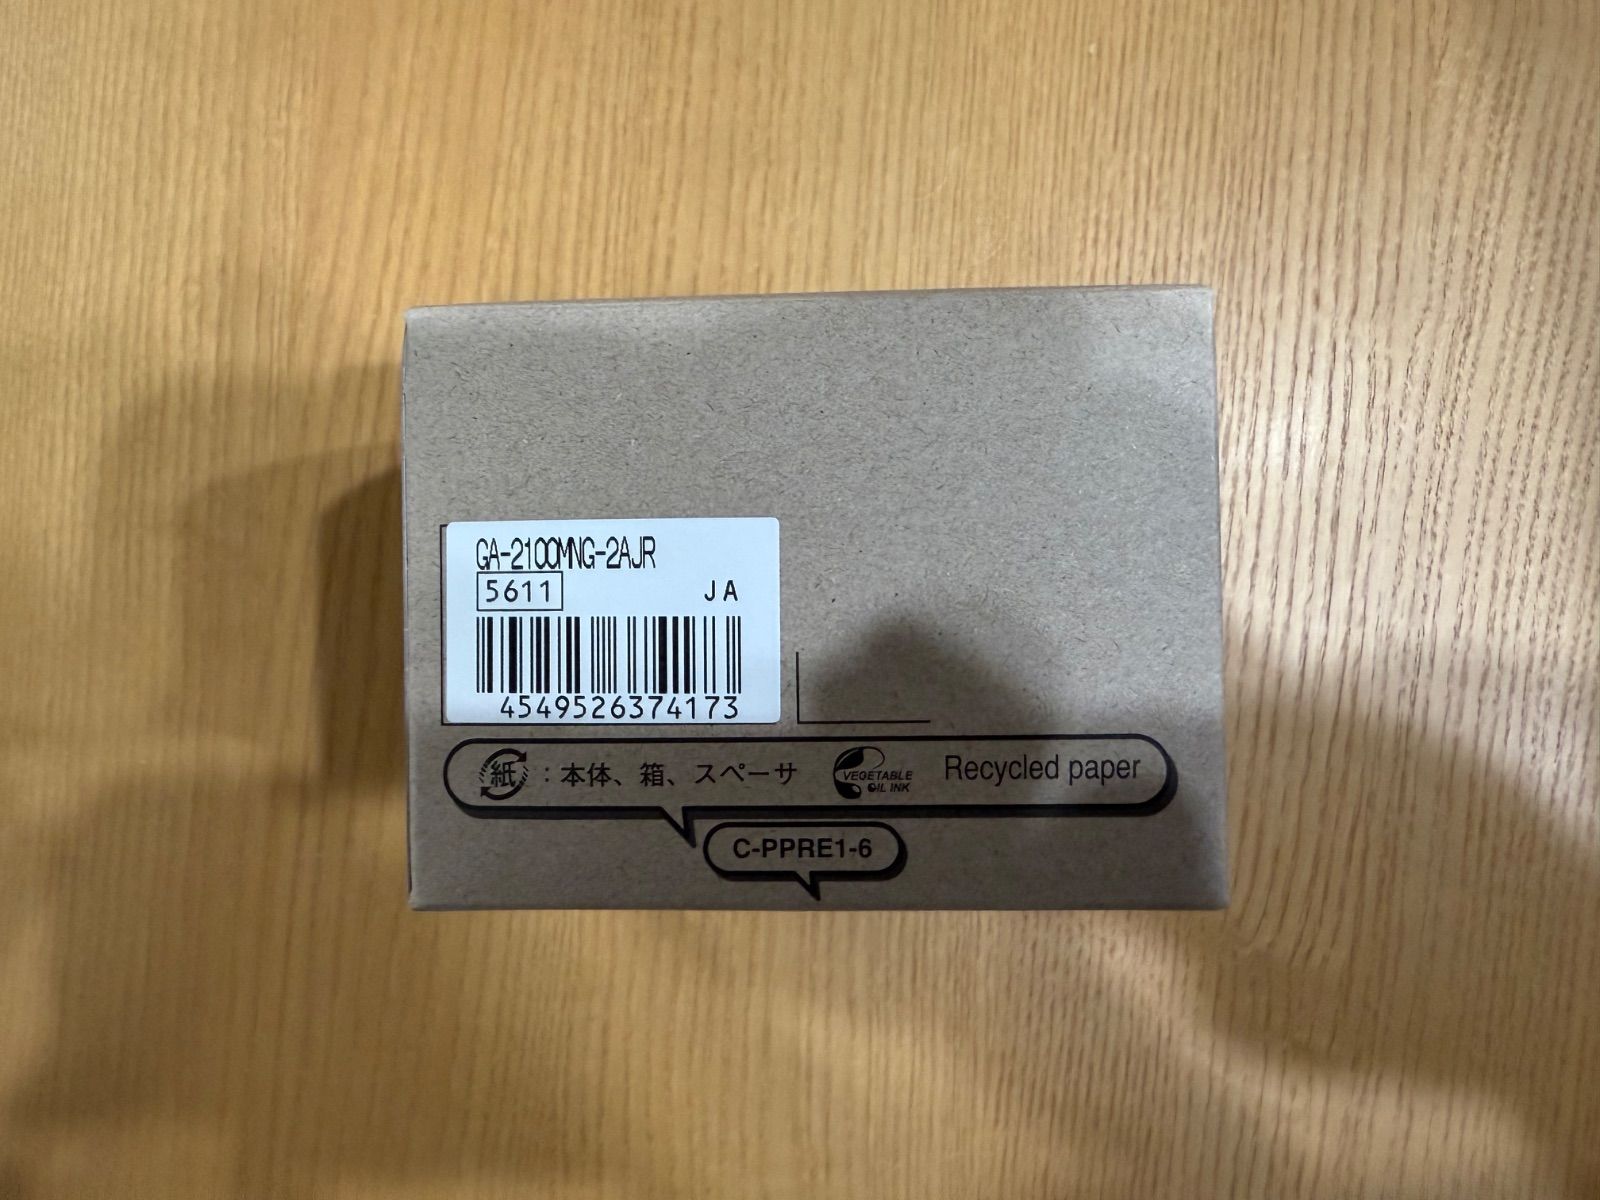 GA-2100MNG-2AJR
5611 JA
4549526374173
紙 : 本体、箱、スペーサ VEGETABLE OIL INK Recycled paper
C-PPRE1-6